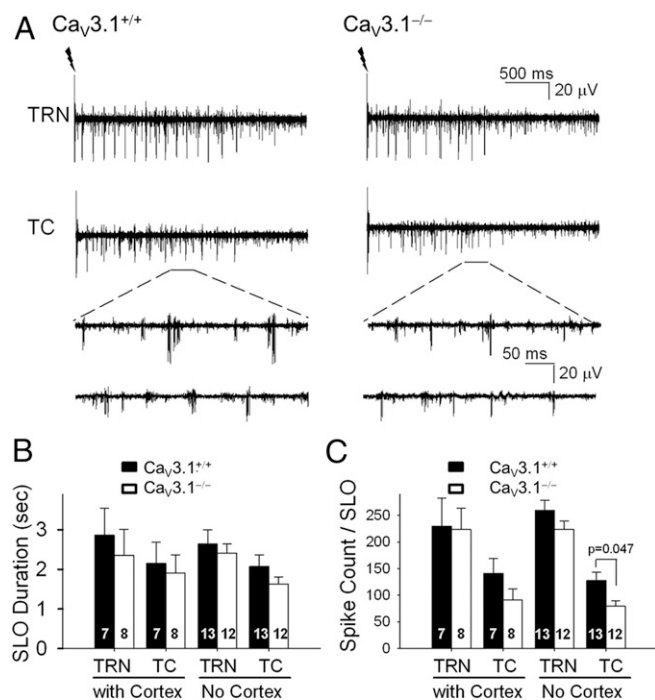 A
CaV3.1+/+
CaV3.1−/−
500 ms
20 μV
TRN
TC
50 ms
20 μV
B
CaV3.1+/+
CaV3.1−/−
SLO Duration (sec)
3
2
1
0
7 8 7 8 13 12 13 12
TRN TC TRN TC
with Cortex No Cortex
C
CaV3.1+/+
CaV3.1−/−
Spike Count / SLO
250
200
150
100
50
0
p=0.047
7 8 7 8 13 12 13 12
TRN TC TRN TC
with Cortex No Cortex